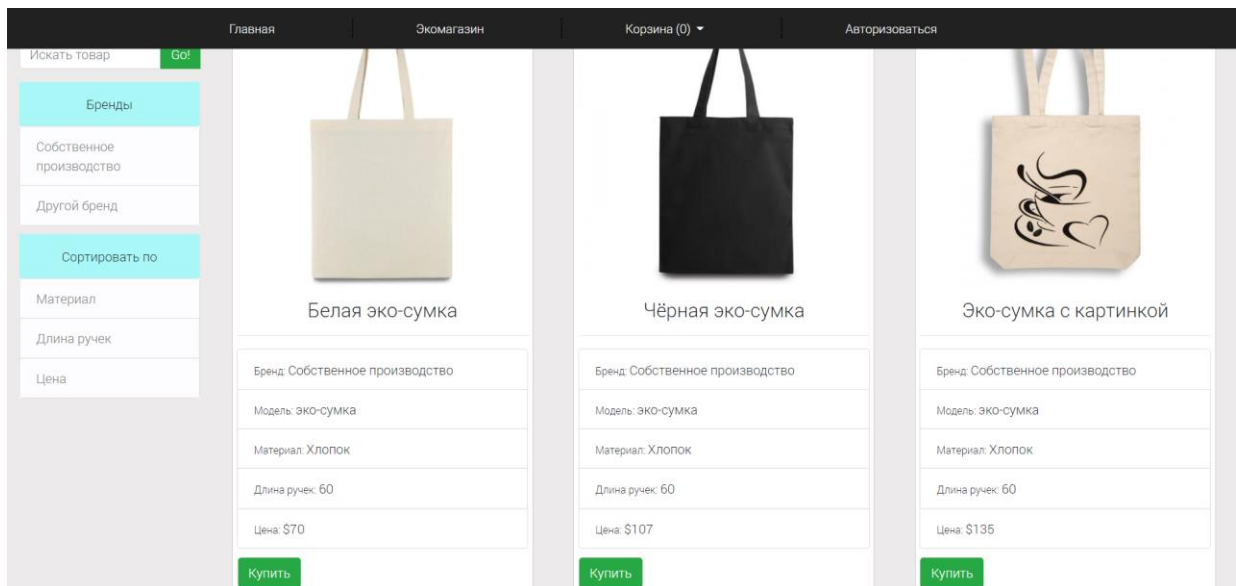 Главная Экомагазин Корзина (0) Авторизоваться
Искать товар Go!
Бренды
Собственное
производство
Другой бренд
Сортировать по
Материал
Длина ручек
Цена
Белая эко-сумка
Бренд: Собственное производство
Модель: эко-сумка
Материал: Хлопок
Длина ручек: 60
Цена: $70
Купить
Чёрная эко-сумка
Бренд: Собственное производство
Модель: эко-сумка
Материал: Хлопок
Длина ручек: 60
Цена: $107
Купить
Эко-сумка с картинкой
Бренд: Собственное производство
Модель: эко-сумка
Материал: Хлопок
Длина ручек: 60
Цена: $135
Купить